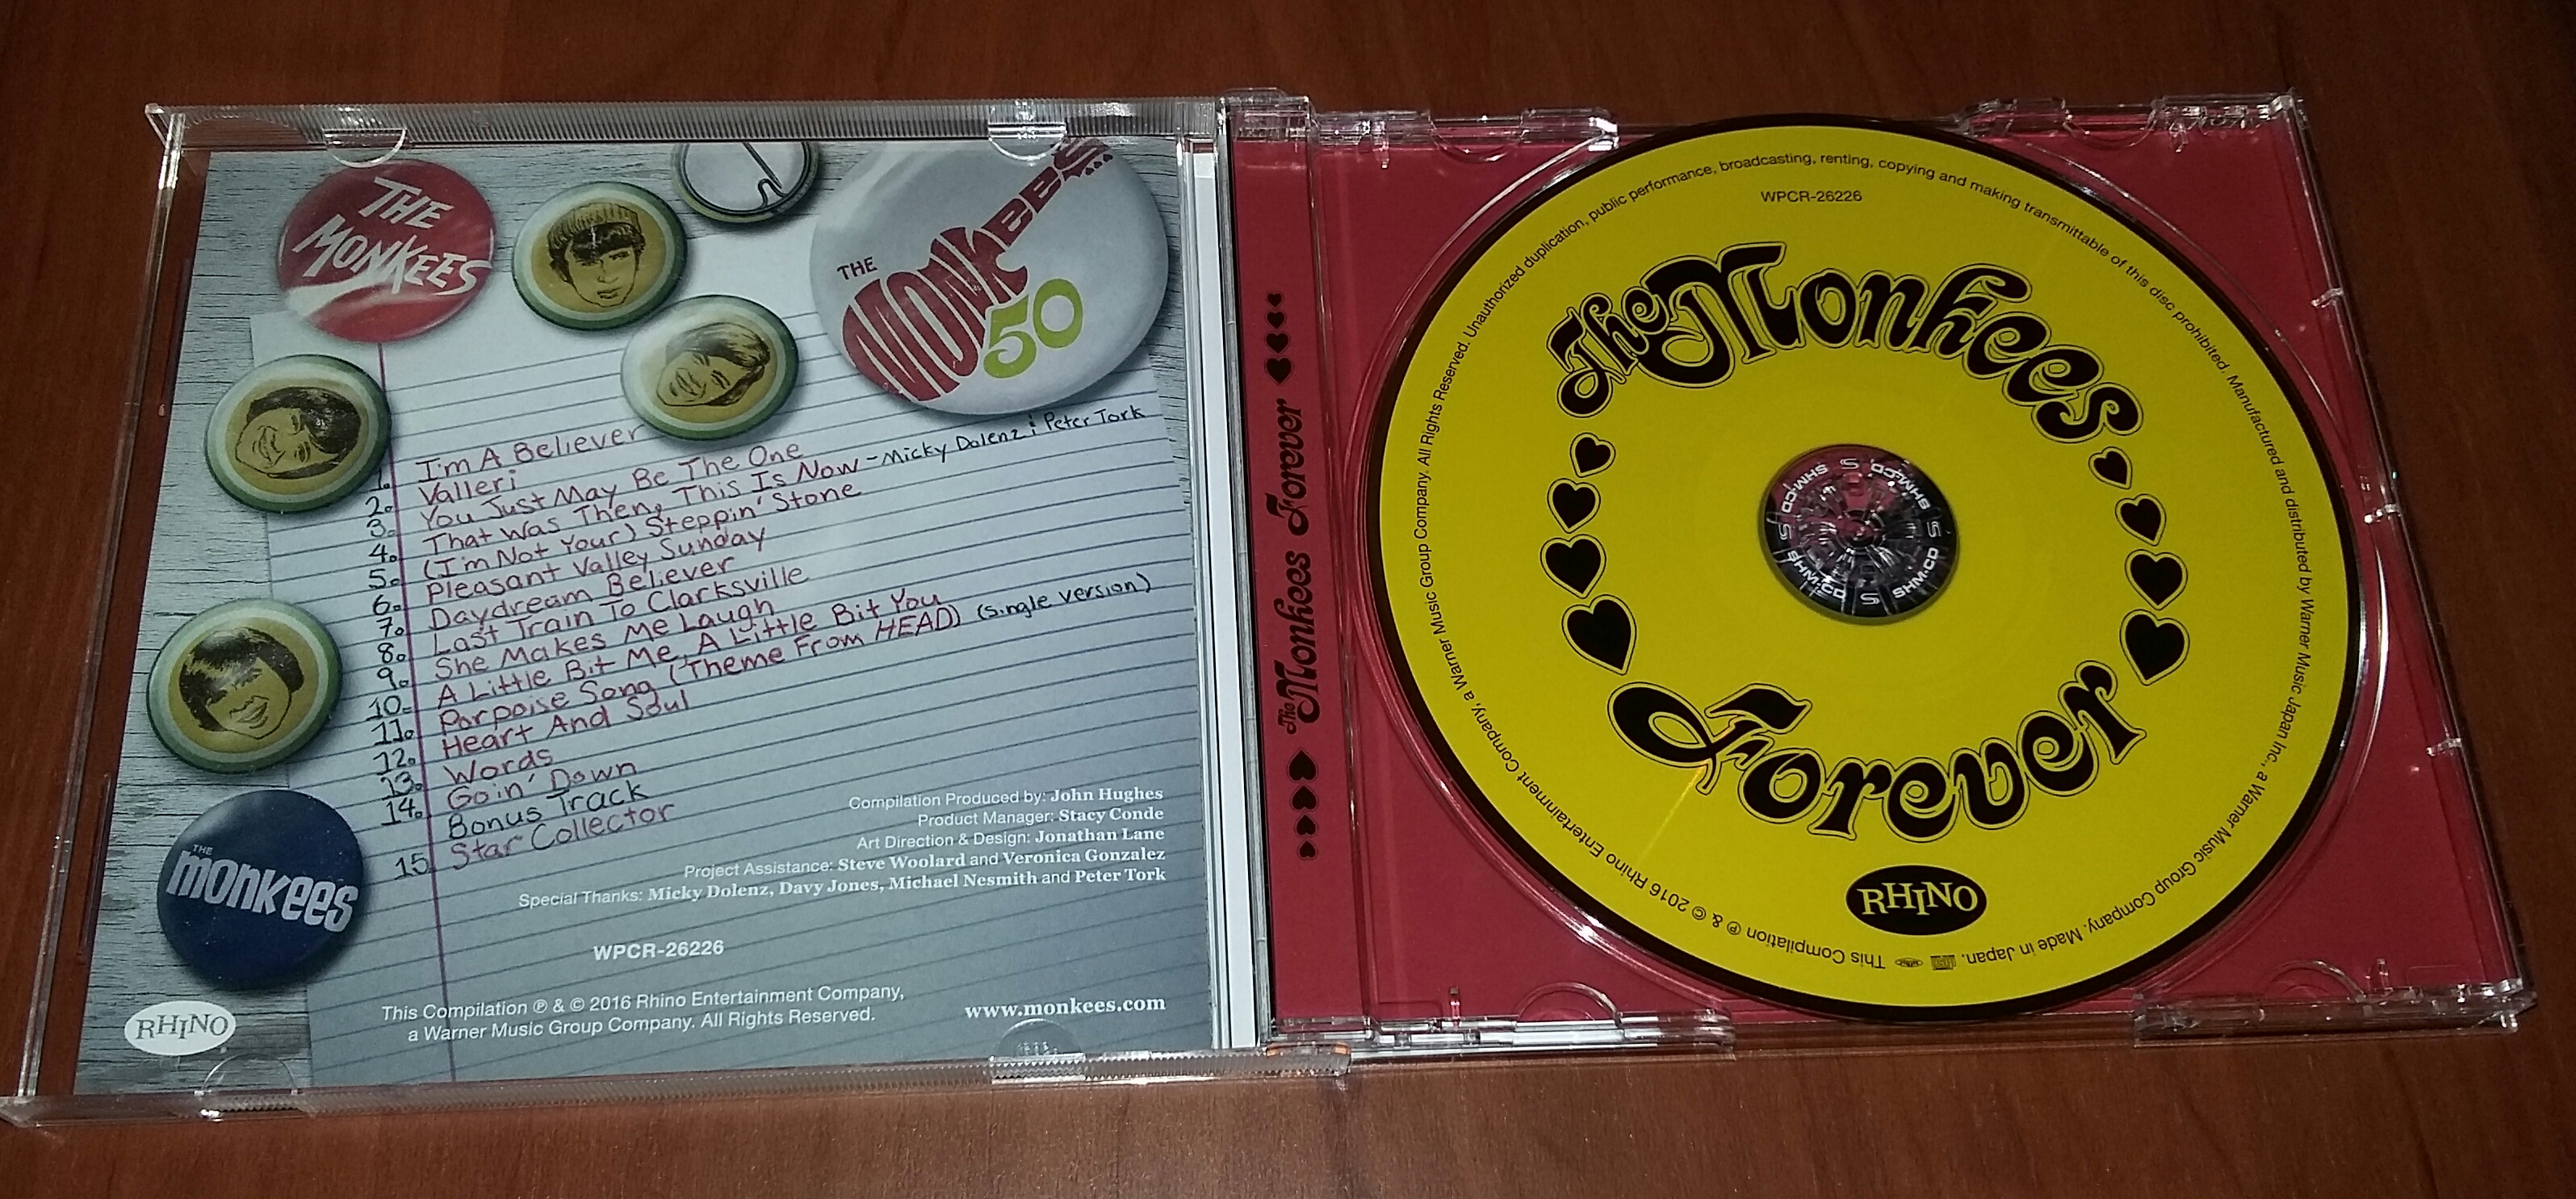 THE
MONKEES
THE
MONKEES
50
1. I'm A Believer
2. Valleri
3. You Just May Be The One
4. That Was Then, This Is Now - Micky Dolenz & Peter Tork
5. (I'm Not Your) Steppin' Stone
6. Pleasant Valley Sunday
7. Daydream Believer
8. Last Train To Clarksville
9. She Makes Me Laugh
10. A Little Bit Me, A Little Bit You
11. Porpoise Song (Theme From HEAD) (single version)
12. Heart And Soul
13. Words
14. Goin' Down
Bonus Track
15. Star Collector
THE
monkees
Compilation Produced by: John Hughes
Product Manager: Stacy Conde
Art Direction & Design: Jonathan Lane
Project Assistance: Steve Woolard and Veronica Gonzalez
Special Thanks: Micky Dolenz, Davy Jones, Michael Nesmith and Peter Tork
WPCR-26226
This Compilation ℗ & © 2016 Rhino Entertainment Company,
a Warner Music Group Company. All Rights Reserved.
www.monkees.com
RHINO
The Monkees Forever
WPCR-26226
The Monkees
Forever
RHINO
SHM-CD S SHM-CD S SHM-CD S SHM-CD S
This Compilation ℗ & © 2016 Rhino Entertainment Company, a Warner Music Group Company. All Rights Reserved. Unauthorized duplication, public performance, broadcasting, renting, copying and making transmittable of this disc prohibited. Manufactured and distributed by Warner Music Japan Inc., a Warner Music Group Company. Made in Japan.